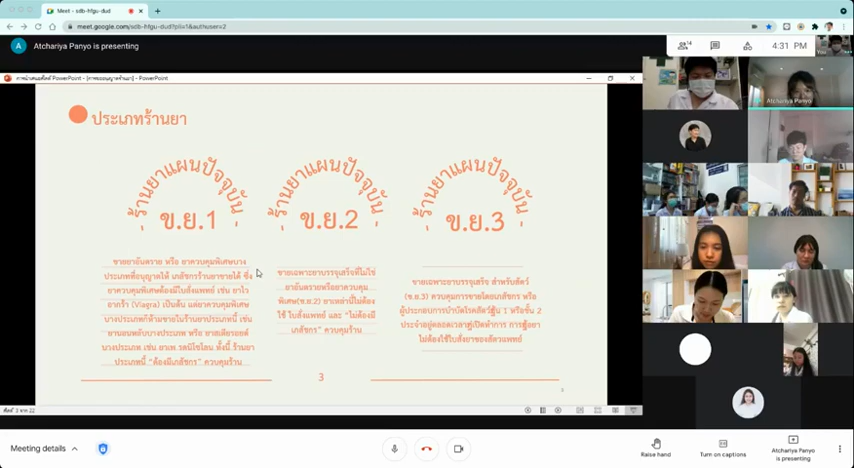 Meet - sdb-hfgu-dud
meet.google.com/sdb-hfgu-dud?pli=1&authuser=2
A Atchariya Panyo is presenting
14
4:31 PM
You
Atchariya Panyo
ประเภทร้านยา
ร้านยาแผนปัจจุบัน
ข.ย.1
ขายยาอันตราย หรือ ยาควบคุมพิเศษบาง
ประเภทที่อนุญาตให้ เภสัชกรร้านยาขายได้ ซึ่ง
ยาควบคุมพิเศษต้องมีใบสั่งแพทย์ เช่น ยาไว
อากร้า (Viagra) เป็นต้น แต่ยาควบคุมพิเศษ
บางประเภทก็ห้ามขายในร้านยาประเภทนี้ เช่น
ยานอนหลับบางประเภท หรือ ยาสเตียรอยด์
บางประเภท เช่น ยาเพรดนิโซโลน ทั้งนี้ ร้านยา
ประเภทนี้ "ต้องมีเภสัชกร" ควบคุมร้าน
ร้านยาแผนปัจจุบัน
ข.ย.2
ขายเฉพาะยาบรรจุเสร็จที่ไม่ใช่
ยาอันตรายหรือยาควบคุม
พิเศษ(ข.ย.2) ยาเหล่านี้ไม่ต้อง
ใช้ ใบสั่งแพทย์ และ "ไม่ต้องมี
เภสัชกร" ควบคุมร้าน
ร้านยาแผนปัจจุบัน
ข.ย.3
ขายเฉพาะยาบรรจุเสร็จ สำหรับสัตว์
(ข.ย.3) ควบคุมการขายโดยเภสัชกร หรือ
ผู้ประกอบการบำบัดโรคสัตว์ชั้น 1 หรือชั้น 2
ประจำอยู่ตลอดเวลาที่เปิดทำการ การซื้อยา
ไม่ต้องใช้ใบสั่งยาของสัตวแพทย์
3
Meeting details
Raise hand
Turn on captions
Atchariya Panyo
is presenting